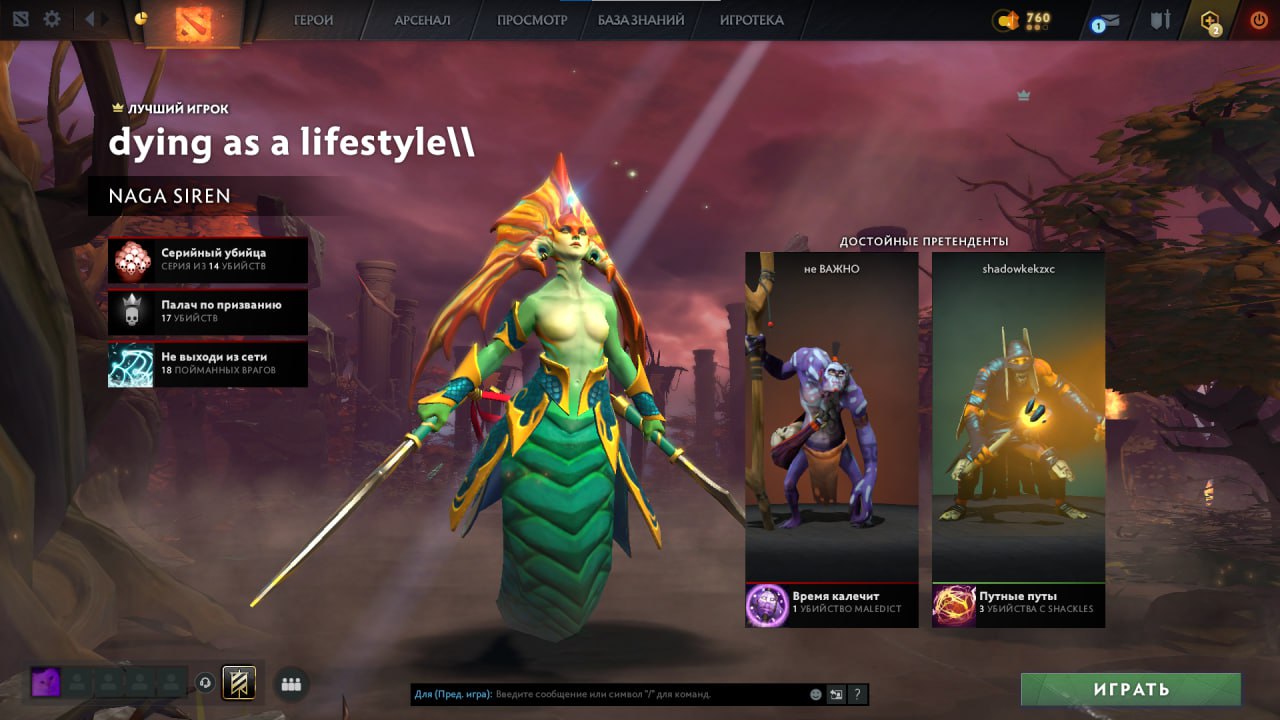 ГЕРОИ
АРСЕНАЛ
ПРОСМОТР
БАЗА ЗНАНИЙ
ИГРОТЕКА
760
1
2
ЛУЧШИЙ ИГРОК
dying as a lifestyle\\
NAGA SIREN
Серийный убийца
СЕРИЯ ИЗ 14 УБИЙСТВ
Палач по призванию
17 УБИЙСТВ
Не выходи из сети
18 ПОЙМАННЫХ ВРАГОВ
ДОСТОЙНЫЕ ПРЕТЕНДЕНТЫ
не ВАЖНО
Время калечит
1 УБИЙСТВО MALEDICT
shadowkekzxc
Путные путы
3 УБИЙСТВА С SHACKLES
Для (Пред. игра): Введите сообщение или символ "/" для команд.
?
ИГРАТЬ